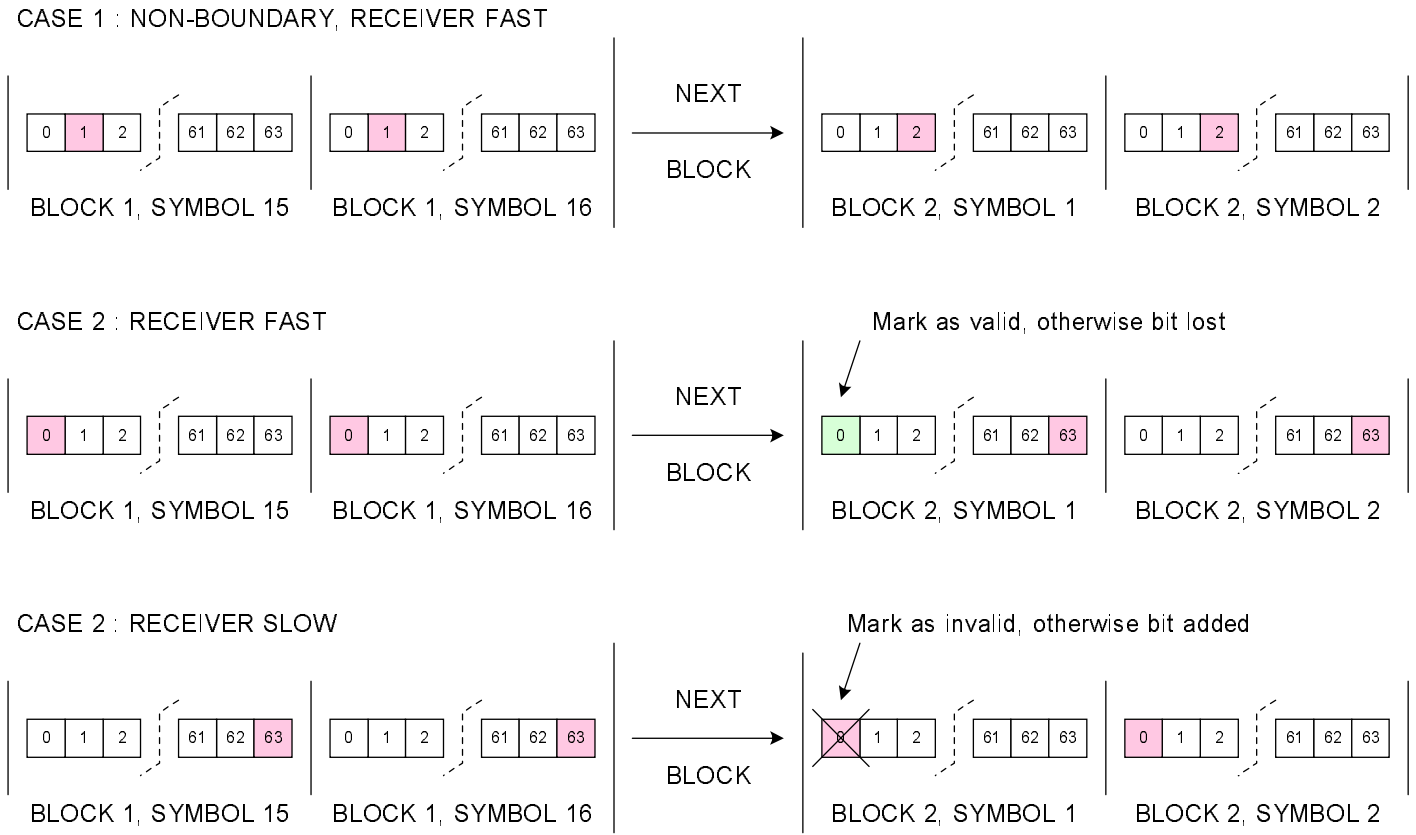 CASE 1 : NON-BOUNDARY, RECEIVER FAST
NEXT
0 1 2 61 62 63 0 1 2 61 62 63 0 1 2 61 62 63 0 1 2 61 62 63
BLOCK
BLOCK 1, SYMBOL 15 BLOCK 1, SYMBOL 16 BLOCK 2, SYMBOL 1 BLOCK 2, SYMBOL 2
CASE 2 : RECEIVER FAST Mark as valid, otherwise bit lost
NEXT
0 1 2 61 62 63 0 1 2 61 62 63 0 1 2 61 62 63 0 1 2 61 62 63
BLOCK
BLOCK 1, SYMBOL 15 BLOCK 1, SYMBOL 16 BLOCK 2, SYMBOL 1 BLOCK 2, SYMBOL 2
CASE 2 : RECEIVER SLOW Mark as invalid, otherwise bit added
NEXT
0 1 2 61 62 63 0 1 2 61 62 63 0 1 2 61 62 63 0 1 2 61 62 63
BLOCK
BLOCK 1, SYMBOL 15 BLOCK 1, SYMBOL 16 BLOCK 2, SYMBOL 1 BLOCK 2, SYMBOL 2